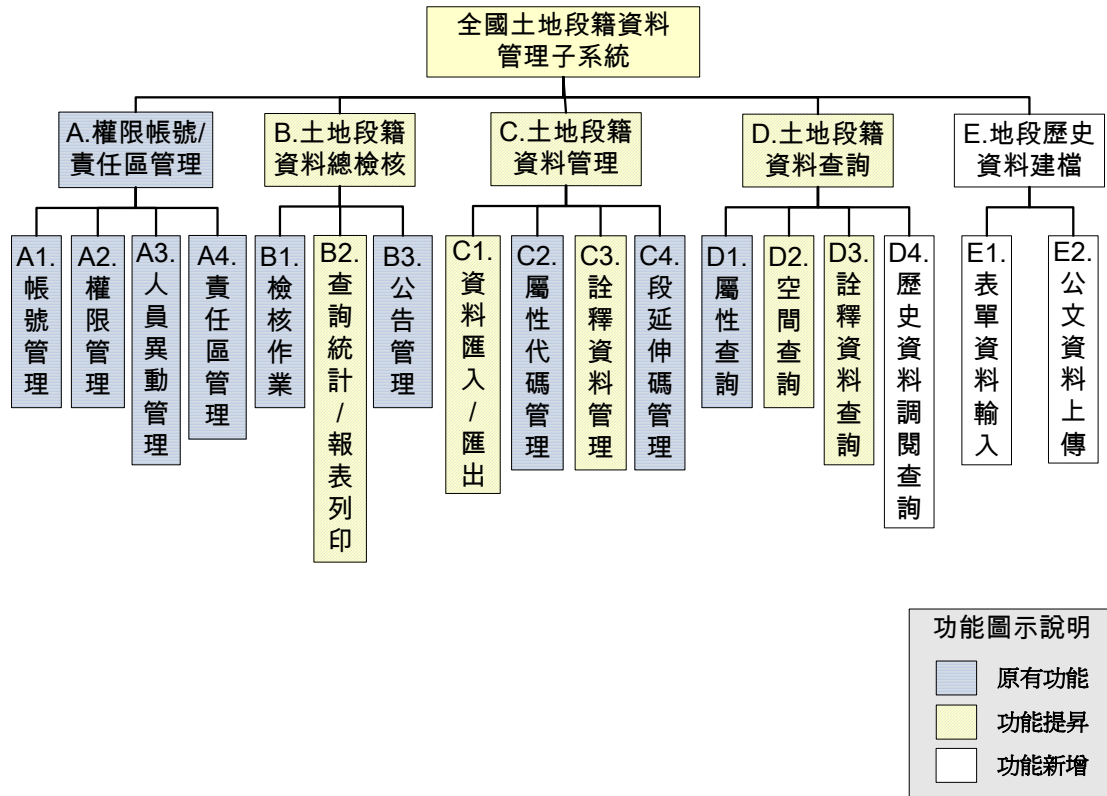 全國土地段籍資料
管理子系統
A.權限帳號/
責任區管理
B.土地段籍
資料總檢核
C.土地段籍
資料管理
D.土地段籍
資料查詢
E.地段歷史
資料建檔
A1.帳號管理
A2.權限管理
A3.人員異動管理
A4.責任區管理
B1.檢核作業
B2.查詢統計/報表列印
B3.公告管理
C1.資料匯入/匯出
C2.屬性代碼管理
C3.詮釋資料管理
C4.段延伸碼管理
D1.屬性查詢
D2.空間查詢
D3.詮釋資料查詢
D4.歷史資料調閱查詢
E1.表單資料輸入
E2.公文資料上傳
功能圖示說明
原有功能
功能提昇
功能新增